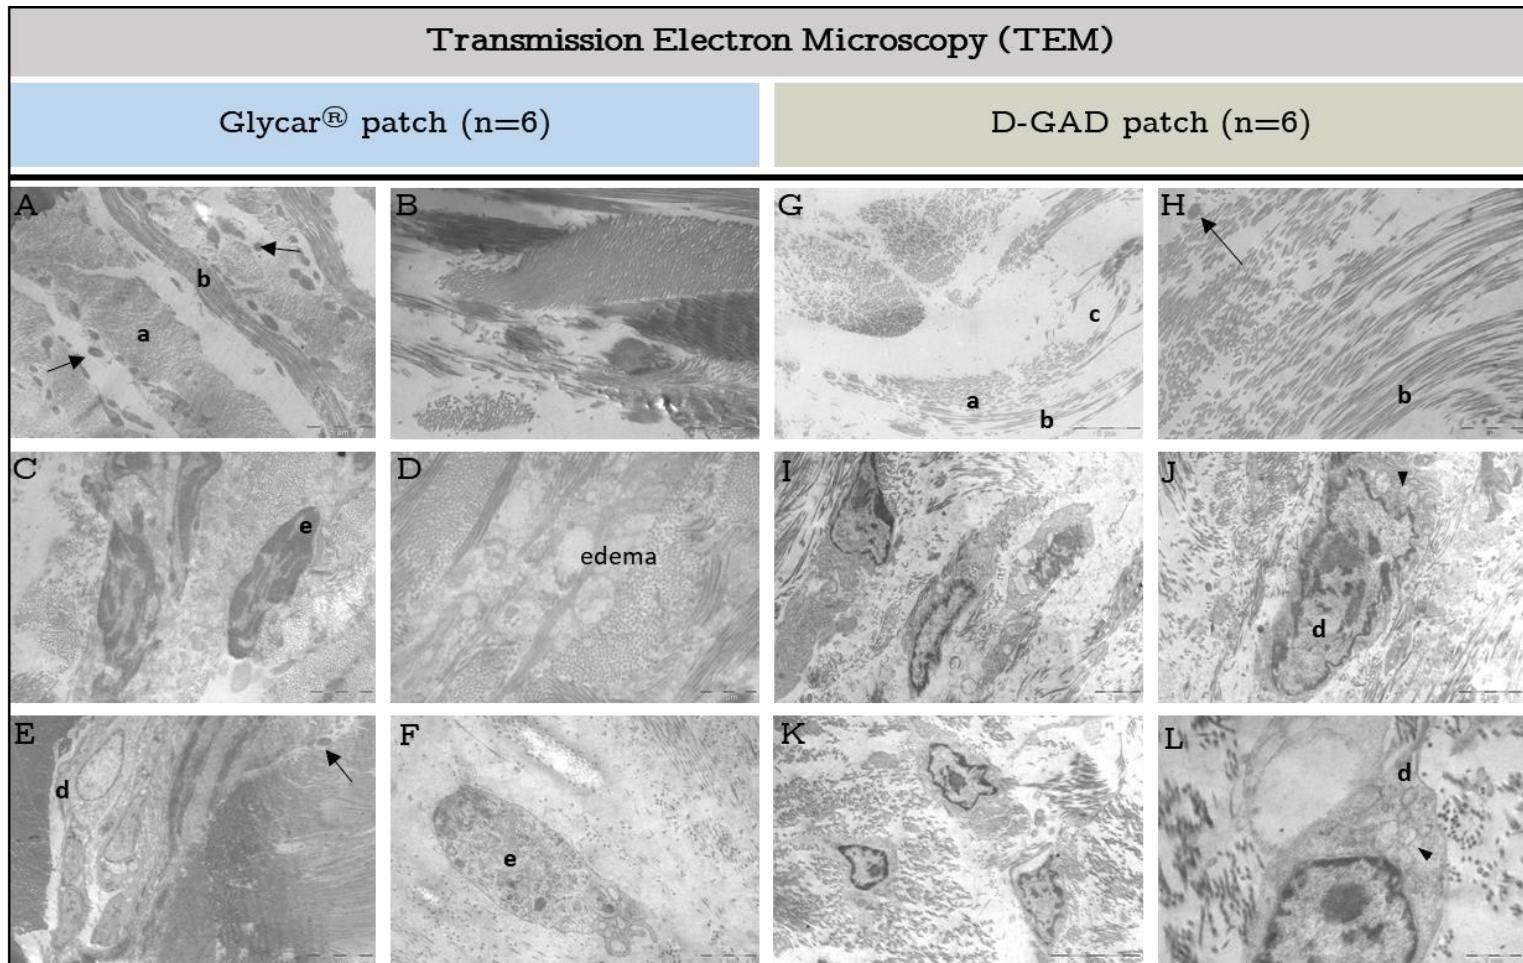 Transmission Electron Microscopy (TEM)
Glycar® patch (n=6)
D-GAD patch (n=6)
A
b
a
B
G
c
a
b
H
b
C
e
D
edema
I
J
d
E
d
F
e
K
L
d